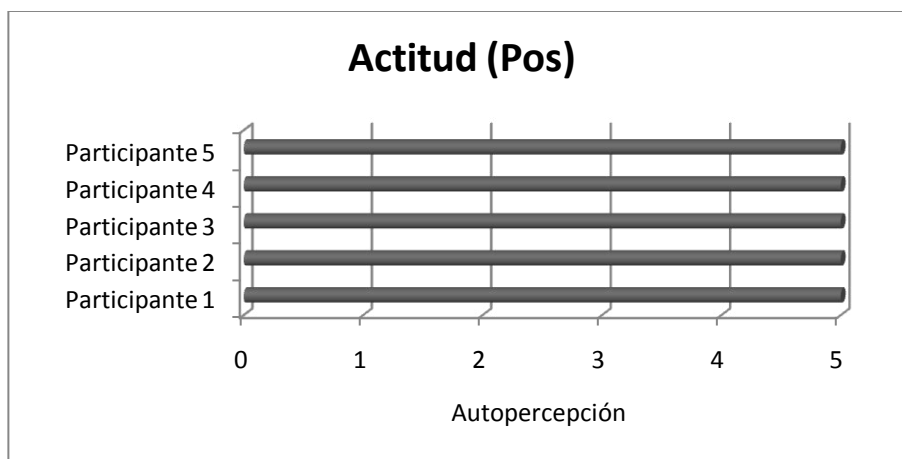 Actitud (Pos)
Participante 5
Participante 4
Participante 3
Participante 2
Participante 1
0 1 2 3 4 5
Autopercepción